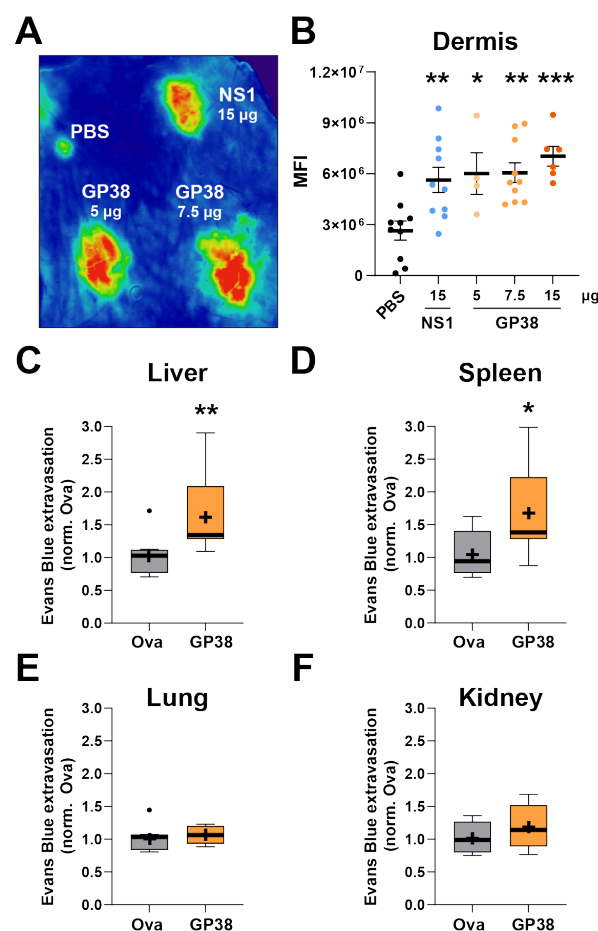 A
NS1
15 µg
PBS
GP38
5 µg
GP38
7.5 µg
B
Dermis
1.2×10⁷
9×10⁶
6×10⁶
3×10⁶
0
MFI
** * ** ***
PBS
15 5 7.5 15 µg
NS1 GP38
C
Liver
**
3.0
2.5
2.0
1.5
1.0
0.5
0.0
Evans Blue extravasation
(norm. Ova)
Ova GP38
D
Spleen
*
3.0
2.5
2.0
1.5
1.0
0.5
0.0
Evans Blue extravasation
(norm. Ova)
Ova GP38
E
Lung
3.0
2.5
2.0
1.5
1.0
0.5
0.0
Evans Blue extravasation
(norm. Ova)
Ova GP38
F
Kidney
3.0
2.5
2.0
1.5
1.0
0.5
0.0
Evans Blue extravasation
(norm. Ova)
Ova GP38